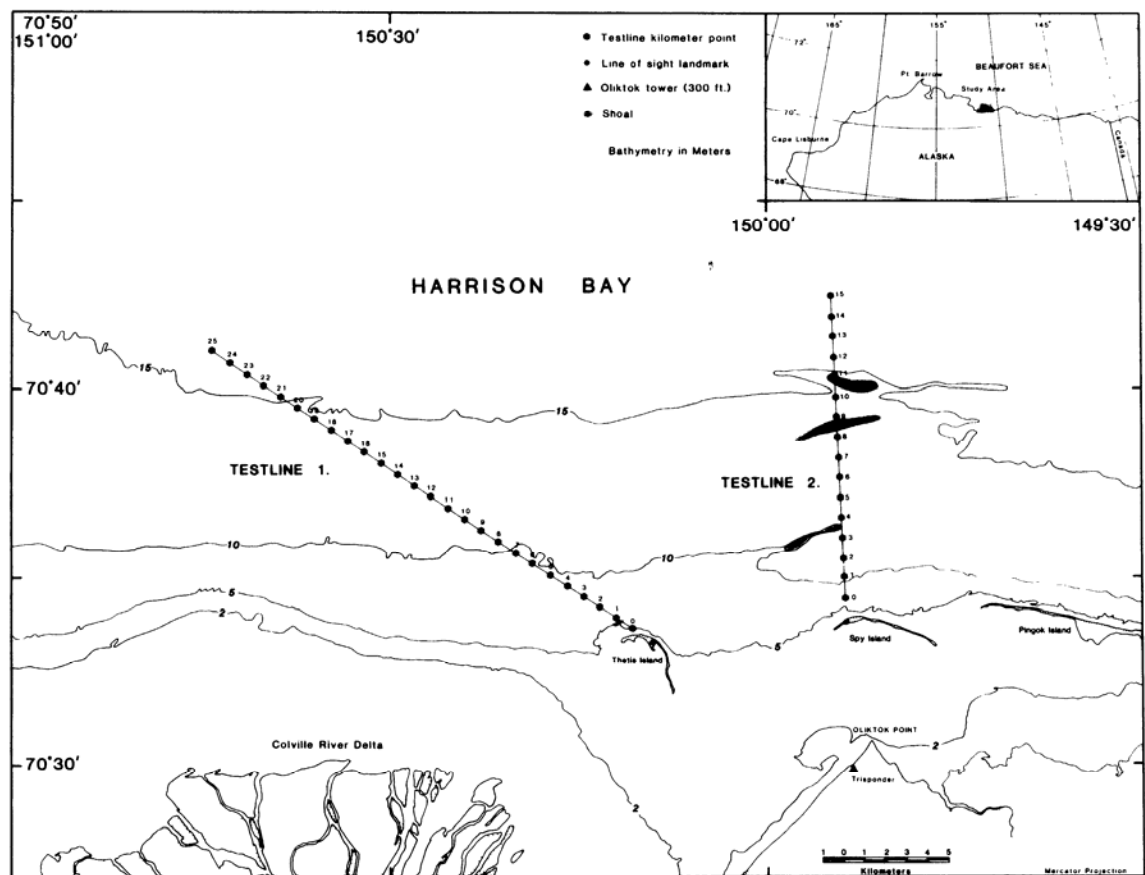 70°50'
151°00'
150°30'
Testline kilometer point
Line of sight landmark
Oliktok tower (300 ft.)
Shoal
Bathymetry in Meters
165°
155°
145°
72°
BEAUFORT SEA
Pt. Barrow
Study Area
70°
Cape Lisburne
ALASKA
Canada
68°
150°00'
149°30'
HARRISON BAY
15
14
13
12
11
10
9
8
7
6
5
4
3
2
1
0
25
24
23
22
21
20
19
18
17
16
15
14
13
12
11
10
9
8
7
6
5
4
3
2
1
0
70°40'
15
15
TESTLINE 1.
TESTLINE 2.
10
10
5
2
5
Thetis Island
Spy Island
Pingok Island
Colville River Delta
OLIKTOK POINT
2
70°30'
Trisponder
2
1 0 1 2 3 4 5
Kilometers
Mercator Projection